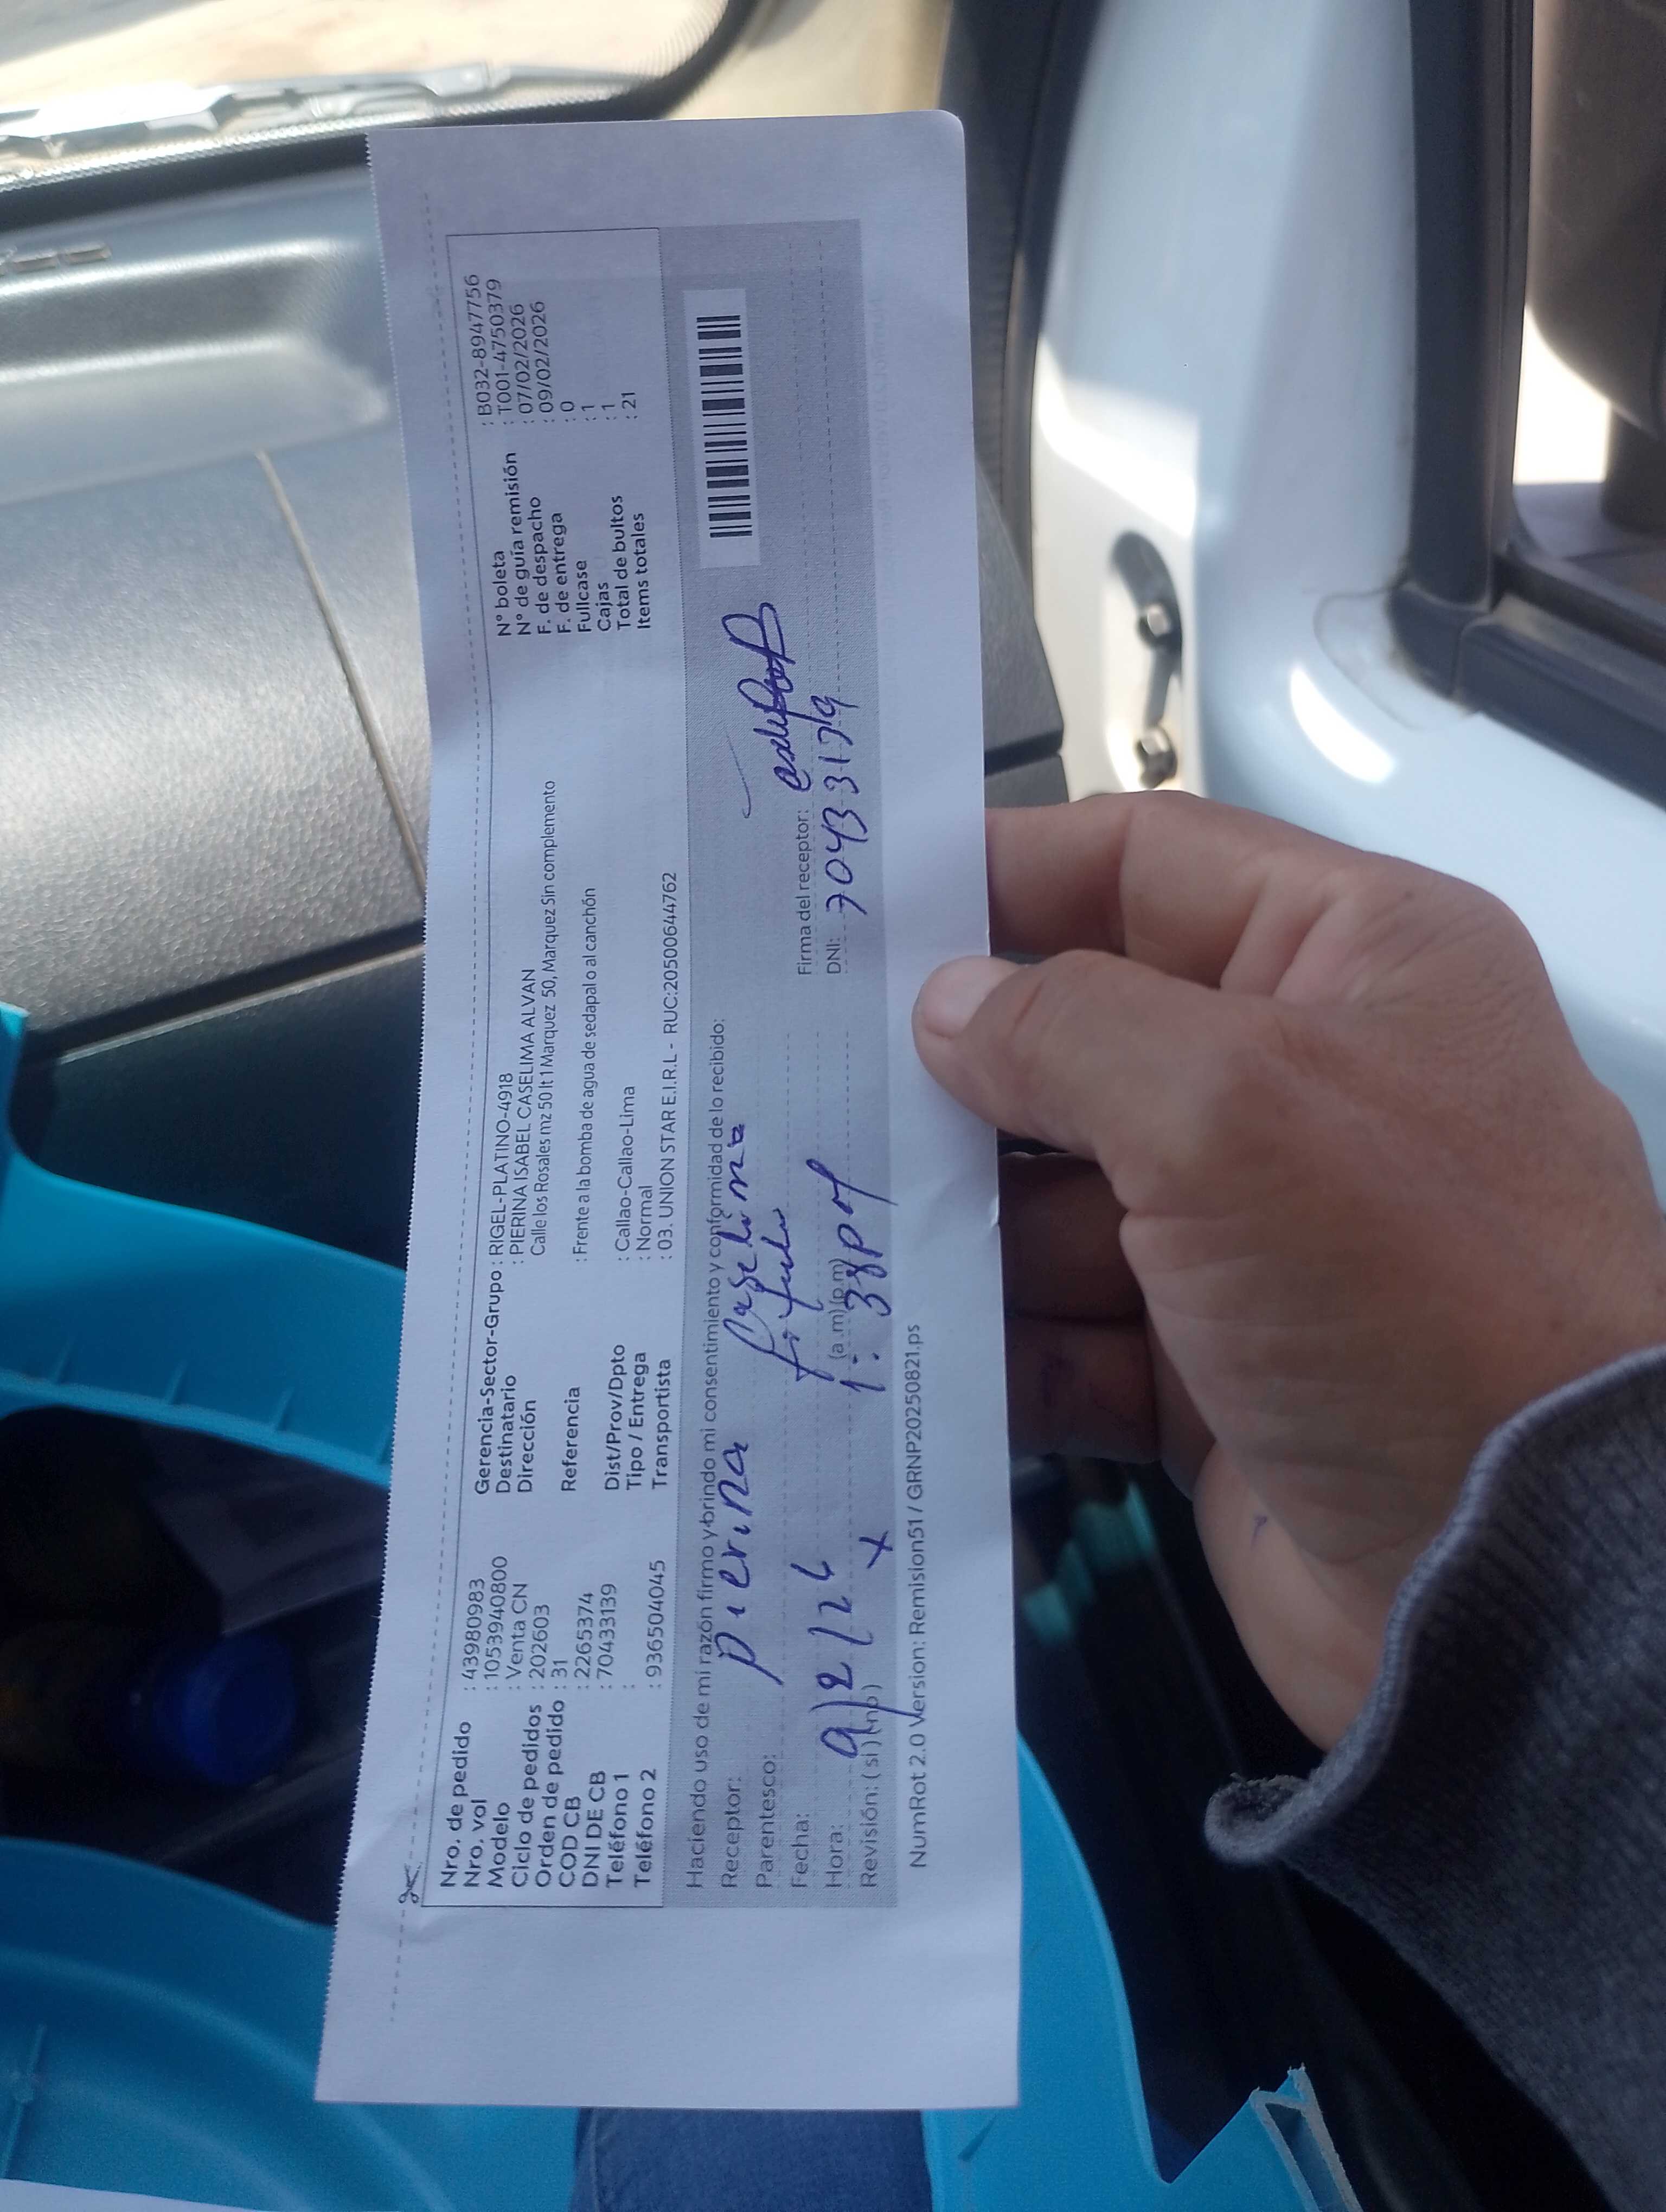 Nro. de pedido : 43980983
Nro. vol : 1053940800
Modelo : Venta CN
Ciclo de pedidos : 202603
Orden de pedido : 31
COD CB : 2265374
DNI DE CB : 70433139
Teléfono 1 :
Teléfono 2 : 936504045
Gerencia-Sector-Grupo : RIGEL-PLATINO-4918
Destinatario : PIERINA ISABEL CASELIMA ALVAN
Dirección Calle los Rosales mz 50 lt 1 Marquez 50, Marquez Sin complemento
Referencia : Frente a la bomba de agua de sedapal o al canchón
Dist/Prov/Dpto : Callao-Callao-Lima
Tipo / Entrega : Normal
Transportista : 03. UNION STAR E.I.R.L - RUC:20500644762
N° boleta : B032-8947756
N° de guía remisión : T001-4750379
F. de despacho : 07/02/2026
F. de entrega : 09/02/2026
Fullcase : 0
Cajas : 1
Total de bultos : 1
Items totales : 21
Haciendo uso de mi razón firmo y brindo mi consentimiento y conformidad de lo recibido:
Receptor: Pierina Caselima
Parentesco: titular
Firma del receptor:
Fecha: 9/2/26
DNI: 70433179
Hora: (a.m)(p.m) 1:38 pm
Revisión: ( si ) ( no ) x
NumRot 2.0 Version: Remision51 / GRNP20250821.ps